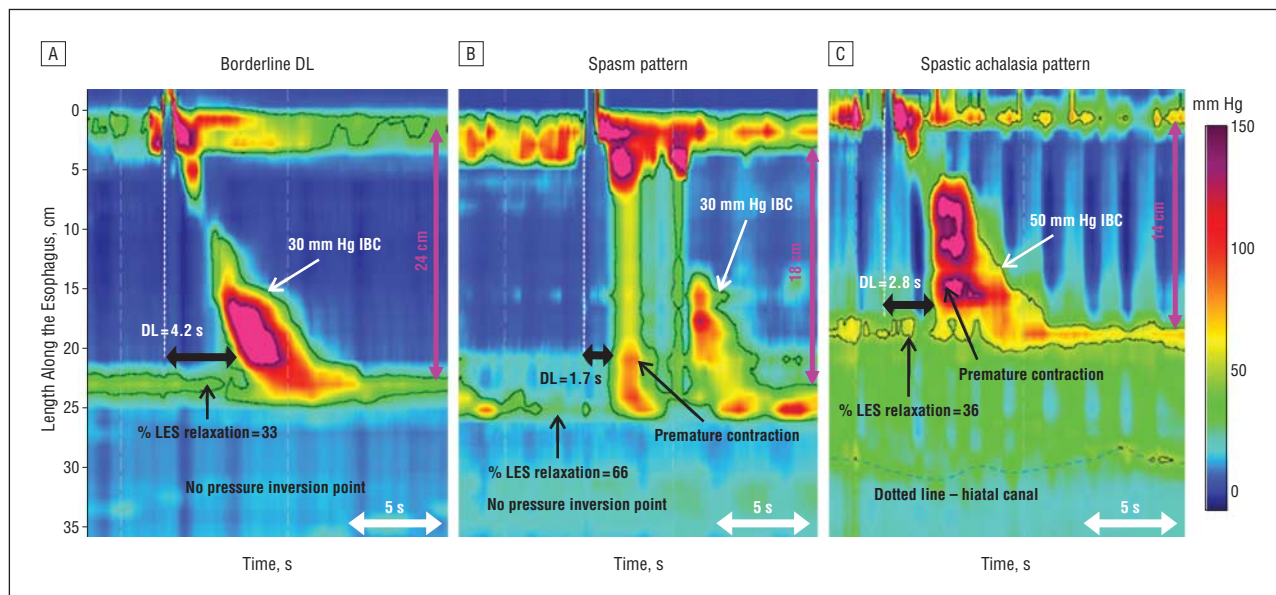 A
Borderline DL
B
Spasm pattern
C
Spastic achalasia pattern
mm Hg
Length Along the Esophagus, cm
0
5
10
15
20
25
30
35
30 mm Hg IBC
24 cm
DL = 4.2 s
% LES relaxation = 33
No pressure inversion point
5 s
Time, s
30 mm Hg IBC
18 cm
DL = 1.7 s
Premature contraction
% LES relaxation = 66
No pressure inversion point
5 s
Time, s
50 mm Hg IBC
14 cm
DL = 2.8 s
Premature contraction
% LES relaxation = 36
Dotted line – hiatal canal
5 s
Time, s
150
100
50
0